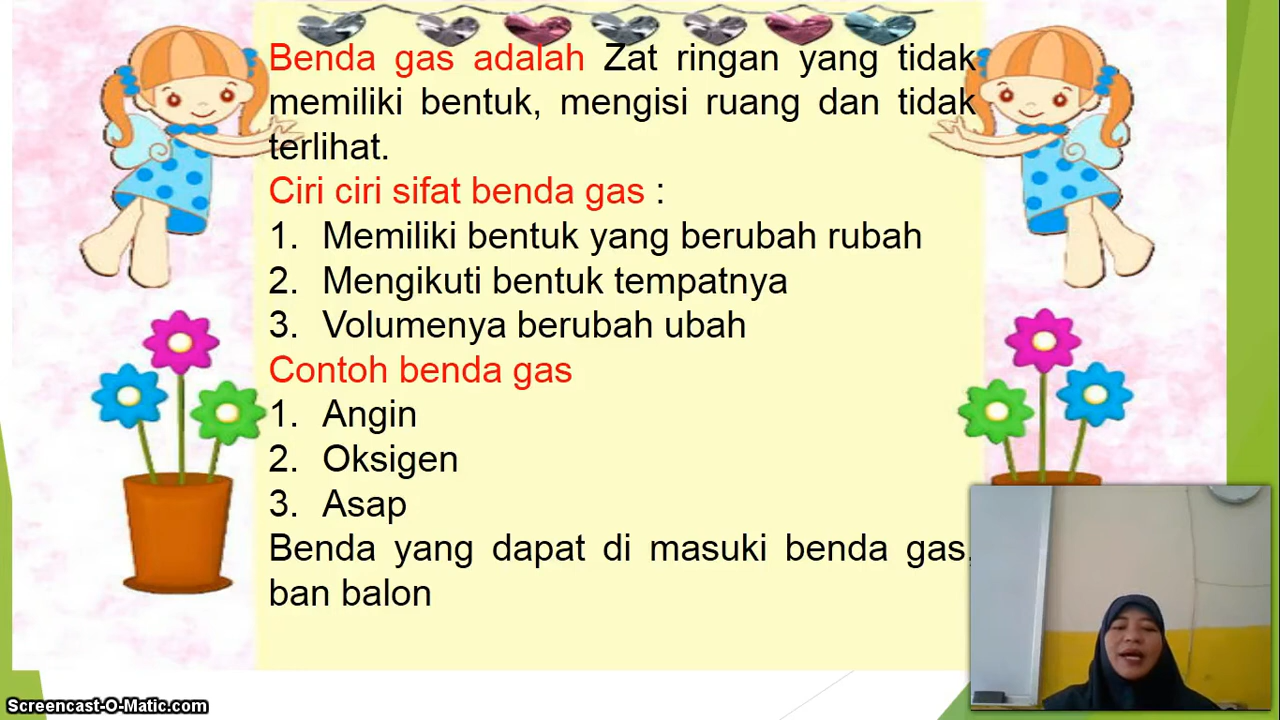 Benda gas adalah Zat ringan yang tidak
memiliki bentuk, mengisi ruang dan tidak
terlihat.
Ciri ciri sifat benda gas :
1. Memiliki bentuk yang berubah rubah
2. Mengikuti bentuk tempatnya
3. Volumenya berubah ubah
Contoh benda gas
1. Angin
2. Oksigen
3. Asap
Benda yang dapat di masuki benda gas,
ban balon
Screencast-O-Matic.com